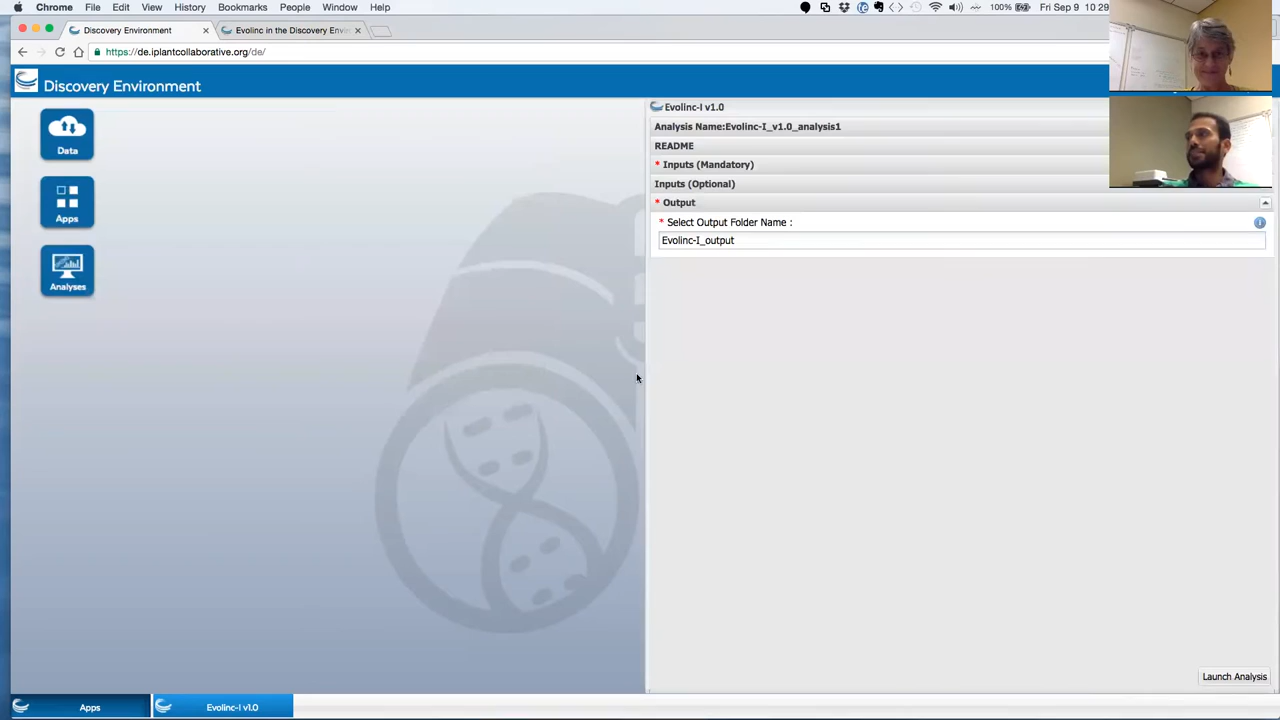 Chrome File Edit View History Bookmarks People Window Help 100% Fri Sep 9 10 29
Discovery Environment × Evolinc in the Discovery Envi ×
https://de.iplantcollaborative.org/de/
Discovery Environment
Data
Apps
Analyses
Evolinc-I v1.0
Analysis Name:Evolinc-I_v1.0_analysis1
README
* Inputs (Mandatory)
Inputs (Optional)
* Output
* Select Output Folder Name :
Evolinc-I_output
Launch Analysis
Apps Evolinc-I v1.0